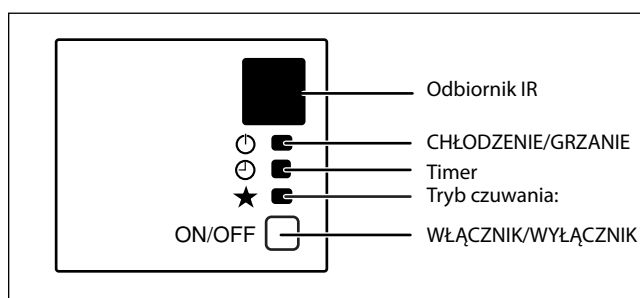 Odbiornik IR
CHŁODZENIE/GRZANIE
Timer
Tryb czuwania:
ON/OFF WŁĄCZNIK/WYŁĄCZNIK